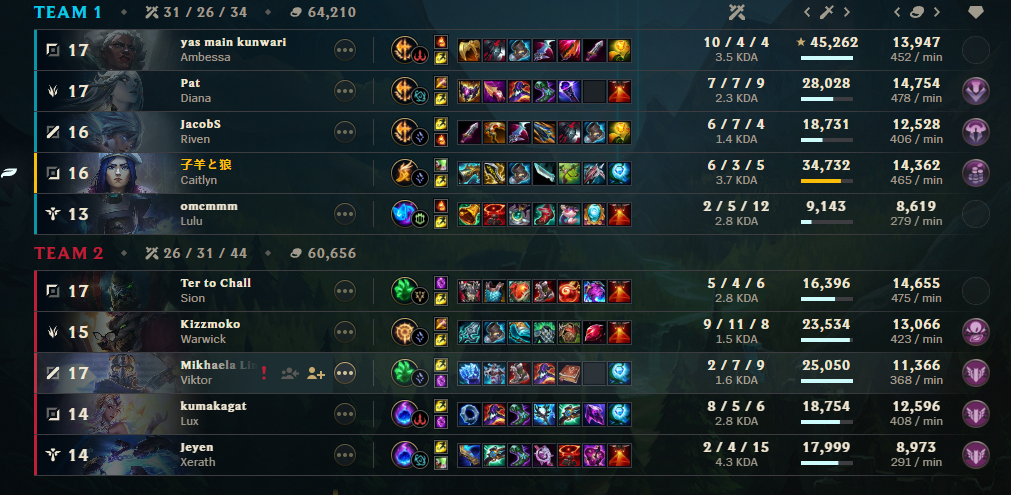 TEAM 1 • 31 / 26 / 34 • 64,210
17 yas main kunwari 10 / 4 / 4 45,262 13,947
Ambessa 3.5 KDA 452 / min
17 Pat 7 / 7 / 9 28,028 14,754
Diana 2.3 KDA 478 / min
16 JacobS 6 / 7 / 4 18,731 12,528
Riven 1.4 KDA 406 / min
16 子羊と狼 6 / 3 / 5 34,732 14,362
Caitlyn 3.7 KDA 465 / min
13 omcmmm 2 / 5 / 12 9,143 8,619
Lulu 2.8 KDA 279 / min
TEAM 2 • 26 / 31 / 44 • 60,656
17 Ter to Chall 5 / 4 / 6 16,396 14,655
Sion 2.8 KDA 475 / min
15 Kizzmoko 9 / 11 / 8 23,534 13,066
Warwick 1.5 KDA 423 / min
17 Mikhaela 2 / 7 / 9 25,050 11,366
Viktor 1.6 KDA 368 / min
14 kumakagat 8 / 5 / 6 18,754 12,596
Lux 2.8 KDA 408 / min
14 Jeyen 2 / 4 / 15 17,999 8,973
Xerath 4.3 KDA 291 / min